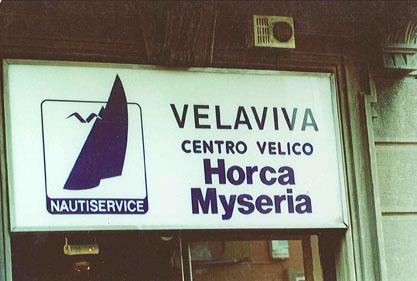 NAUTISERVICE
VELAVIVA
CENTRO VELICO
Horca
Myseria